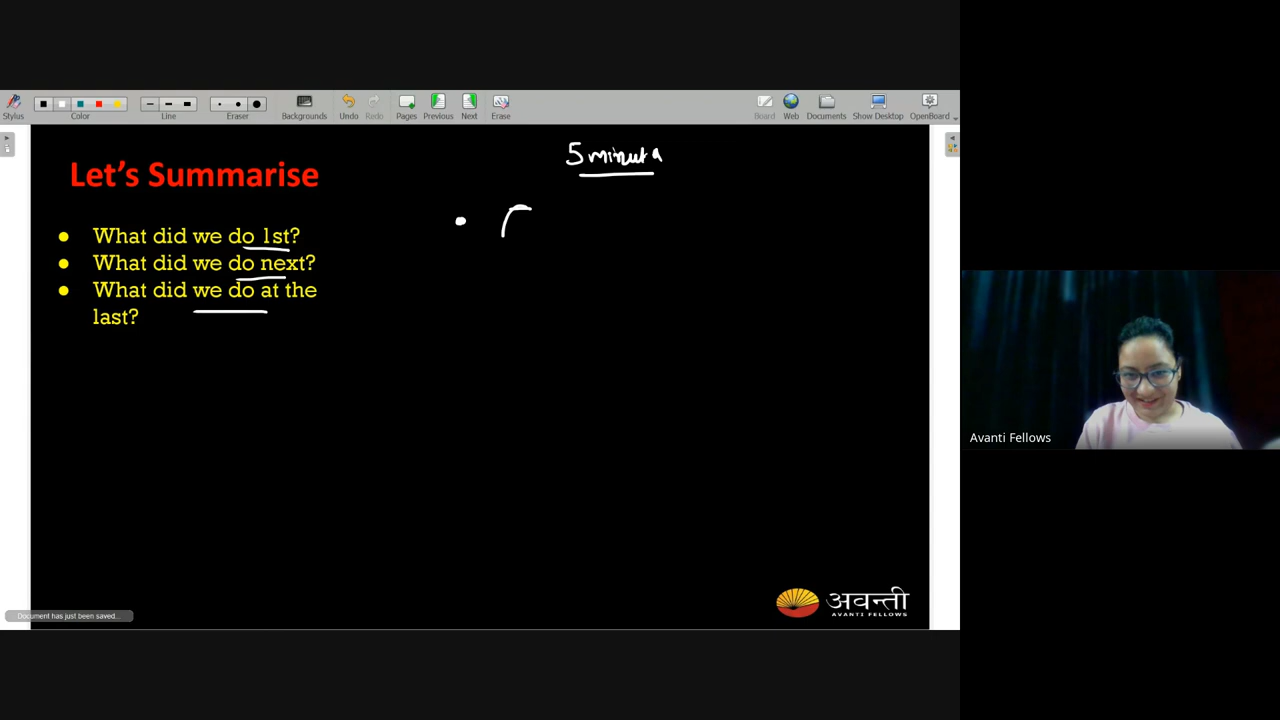 Stylus
Color
Line
Eraser
Backgrounds
Undo
Redo
Pages
Previous
Next
Erase
Board
Web
Documents
Show Desktop
OpenBoard
Let's Summarise
5 minut
● What did we do 1st?
● What did we do next?
● What did we do at the
last?
Avanti Fellows
अवन्ती
AVANTI FELLOWS
Document has just been saved...